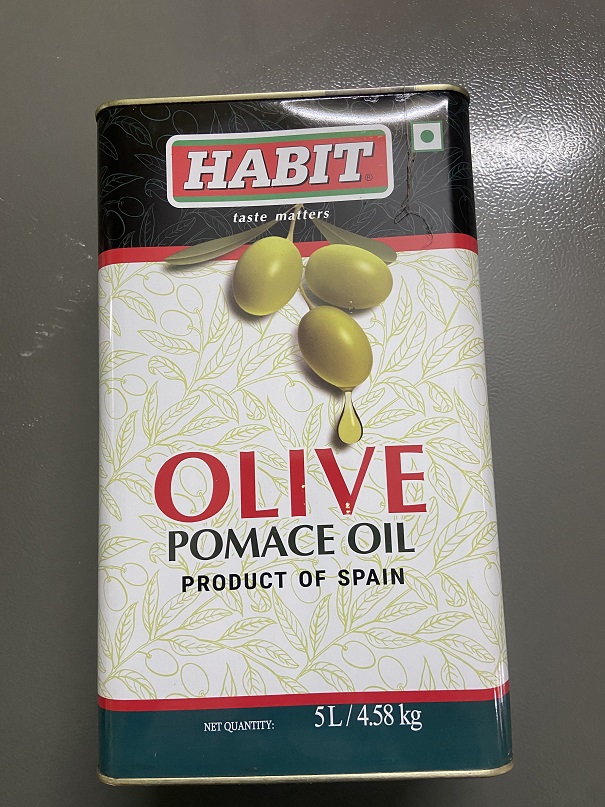 HABIT®
taste matters
OLIVE
POMACE OIL
PRODUCT OF SPAIN
NET QUANTITY: 5L/4.58 kg